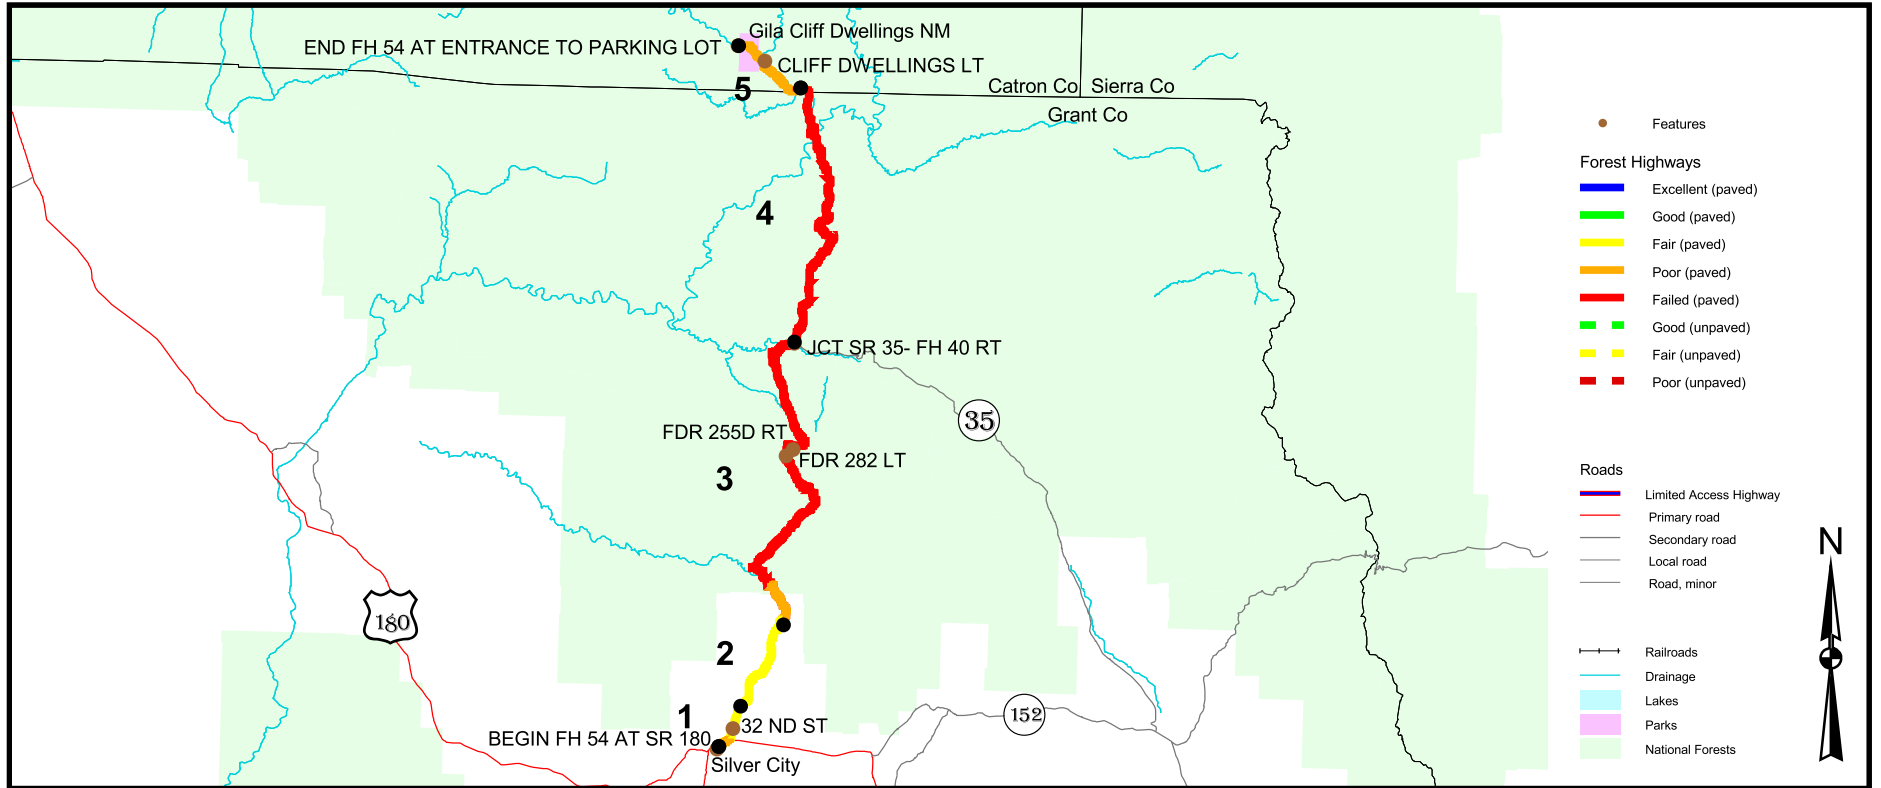 Gila Cliff Dwellings NM
END FH 54 AT ENTRANCE TO PARKING LOT
CLIFF DWELLINGS LT
5
Catron Co
Sierra Co
Grant Co
4
JCT SR 35- FH 40 RT
35
FDR 255D RT
FDR 282 LT
3
180
2
1
32 ND ST
152
BEGIN FH 54 AT SR 180
Silver City
Features
Forest Highways
Excellent (paved)
Good (paved)
Fair (paved)
Poor (paved)
Failed (paved)
Good (unpaved)
Fair (unpaved)
Poor (unpaved)
Roads
Limited Access Highway
Primary road
Secondary road
Local road
Road, minor
Railroads
Drainage
Lakes
Parks
National Forests
N